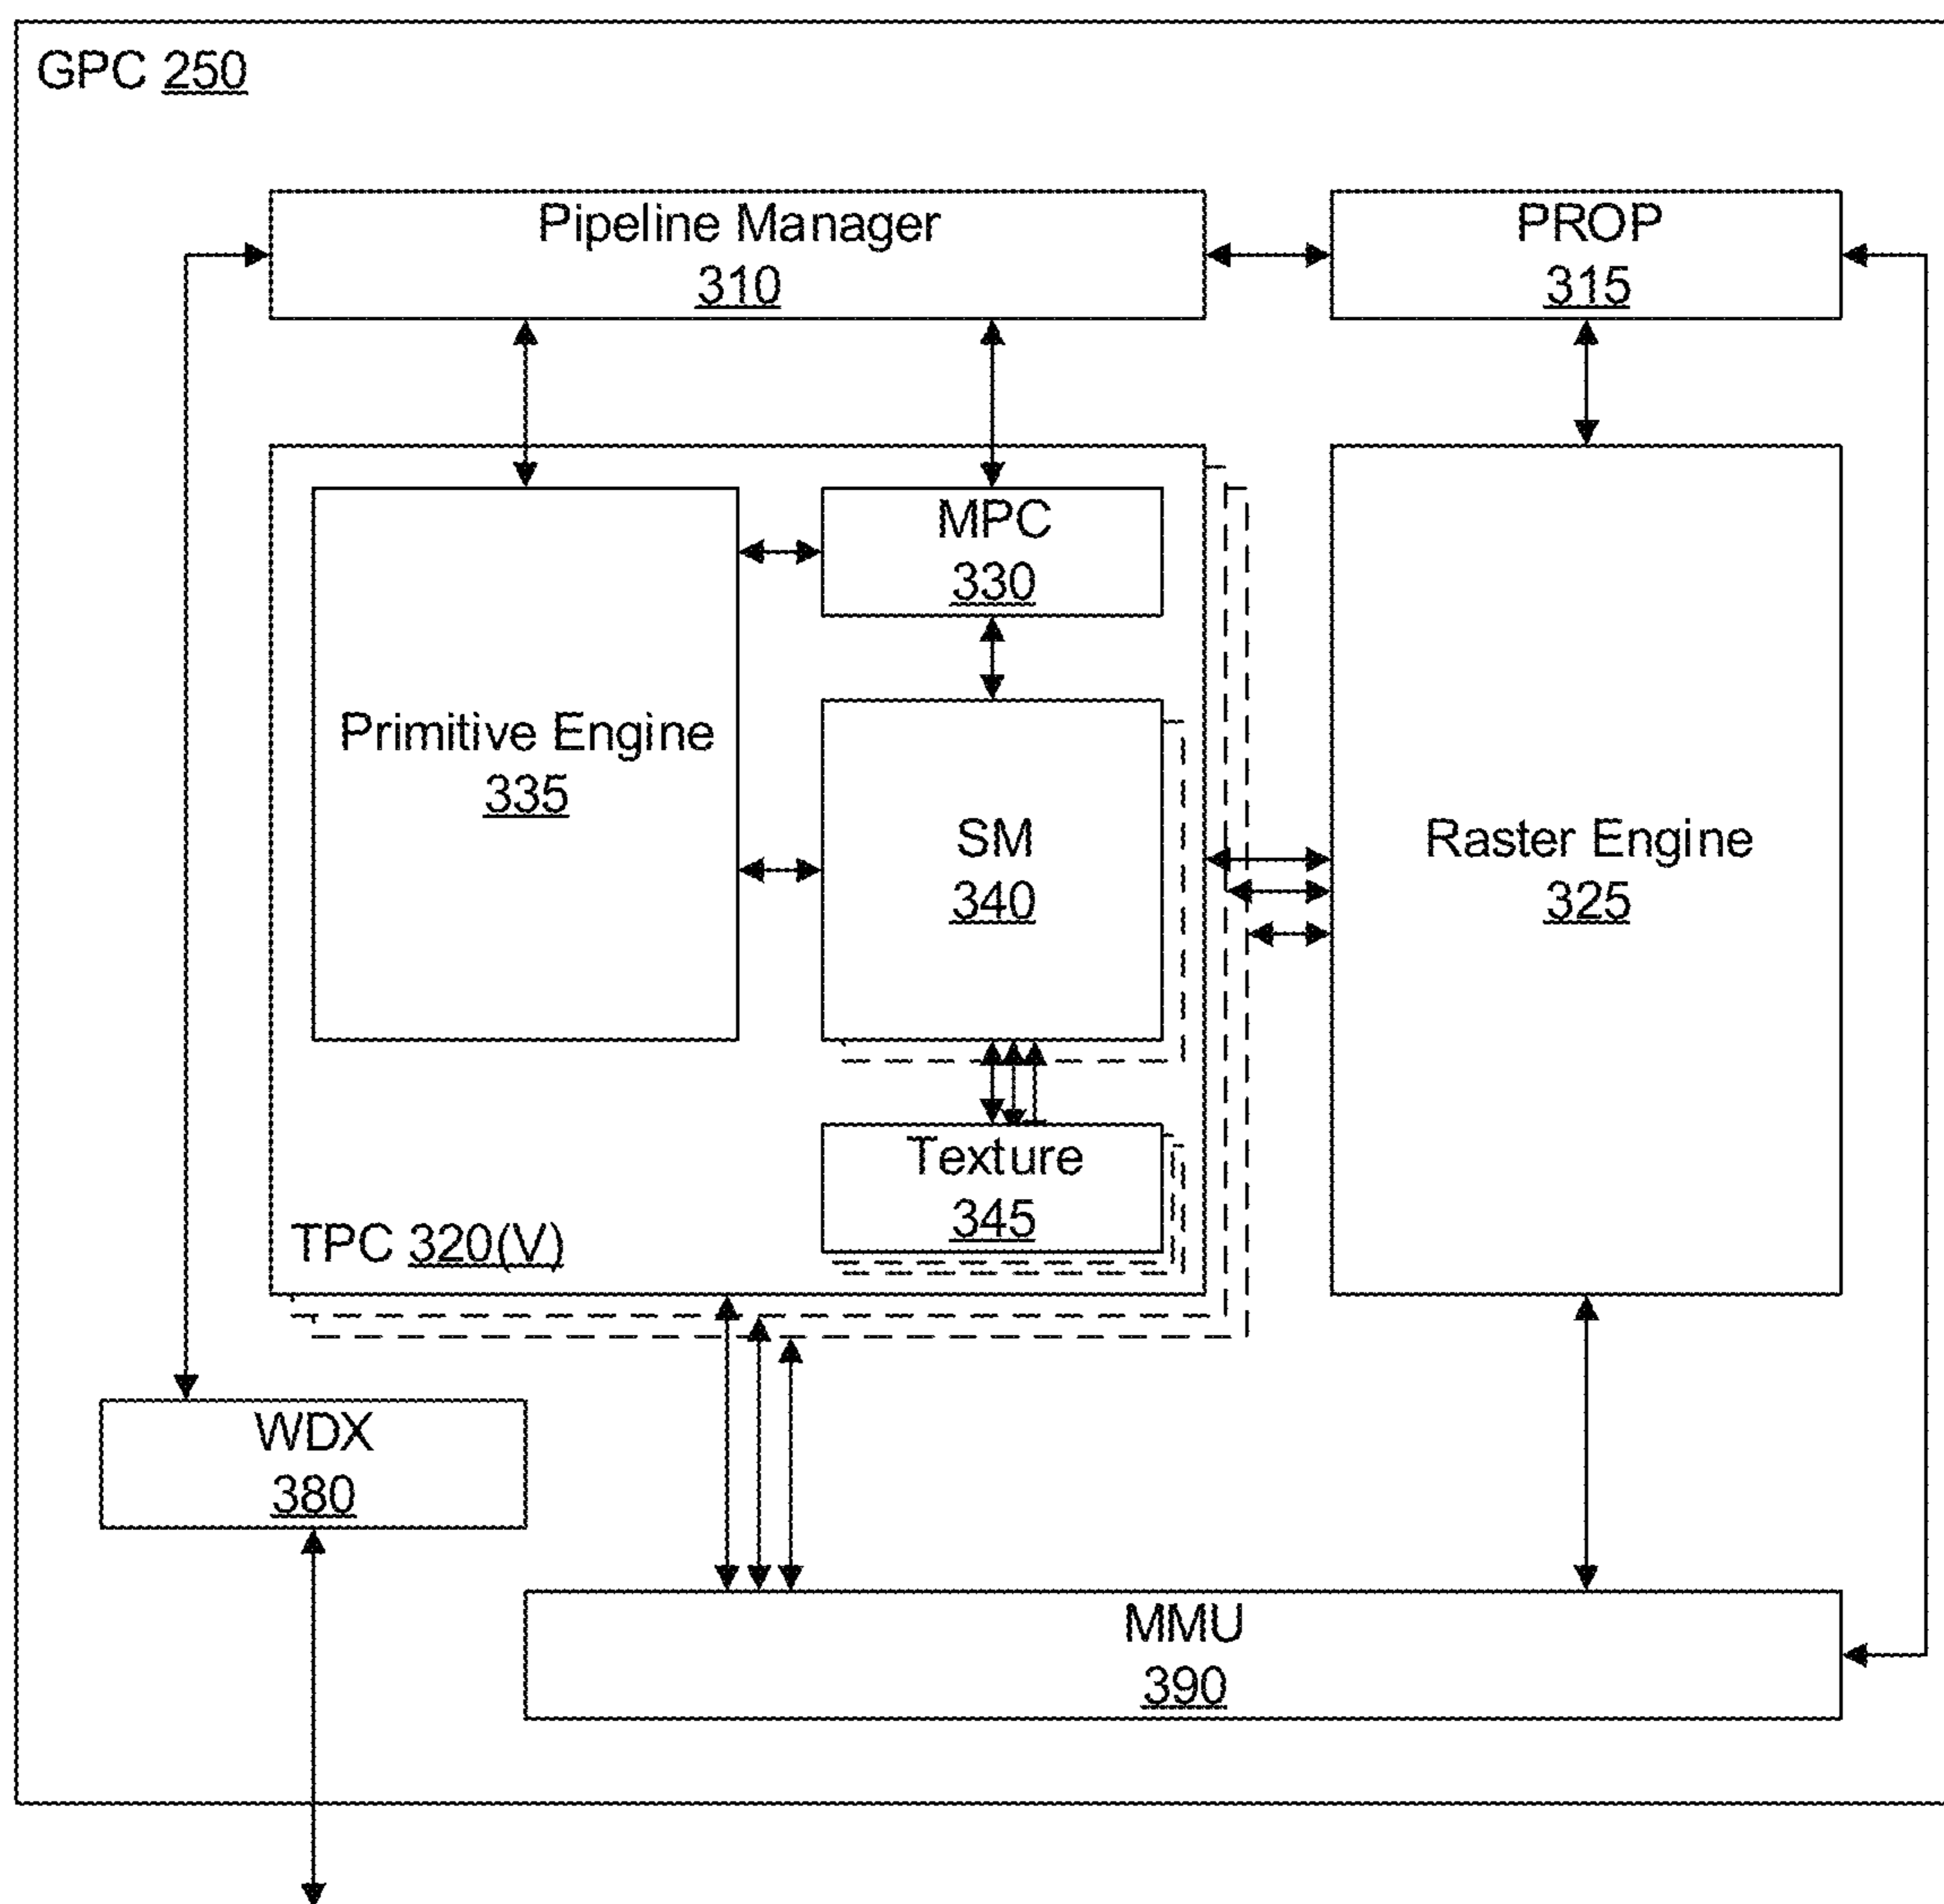 GPC 250
Pipeline Manager
310
PROP
315
MPC
330
Primitive Engine
335
SM
340
Raster Engine
325
Texture
345
TPC 320(V)
WDX
380
MMU
390